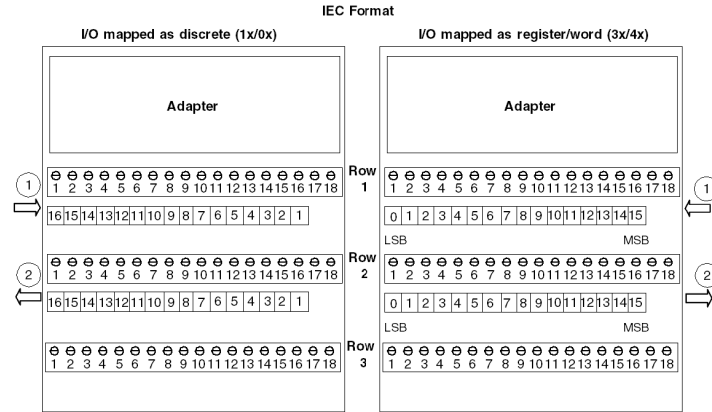 IEC Format
I/O mapped as discrete (1x/0x)
I/O mapped as register/word (3x/4x)
Adapter
Adapter
Row 1
1 2 3 4 5 6 7 8 9 10 11 12 13 14 15 16 17 18
1 2 3 4 5 6 7 8 9 10 11 12 13 14 15 16 17 18
1
1
16 15 14 13 12 11 10 9 8 7 6 5 4 3 2 1
0 1 2 3 4 5 6 7 8 9 10 11 12 13 14 15
LSB MSB
Row 2
1 2 3 4 5 6 7 8 9 10 11 12 13 14 15 16 17 18
1 2 3 4 5 6 7 8 9 10 11 12 13 14 15 16 17 18
2
2
16 15 14 13 12 11 10 9 8 7 6 5 4 3 2 1
0 1 2 3 4 5 6 7 8 9 10 11 12 13 14 15
LSB MSB
Row 3
1 2 3 4 5 6 7 8 9 10 11 12 13 14 15 16 17 18
1 2 3 4 5 6 7 8 9 10 11 12 13 14 15 16 17 18